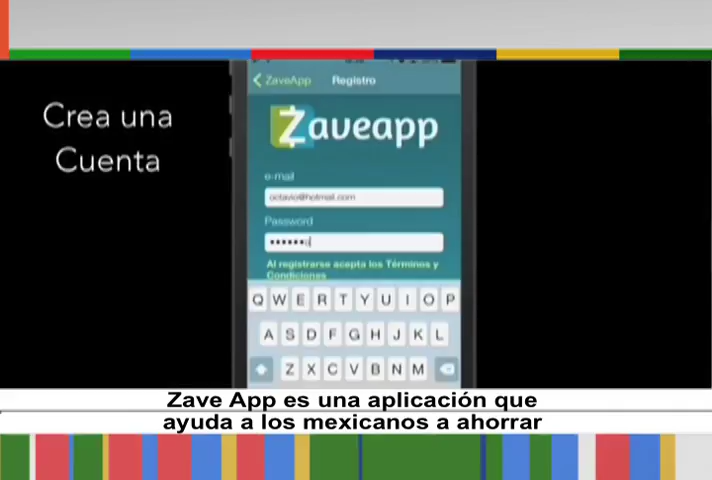 Crea una
Cuenta
ZaveApp
Registro
Zaveapp
e-mail
octavio@hotmail.com
Password
Al registrarse acepta los Términos y
Condiciones
Q W E R T Y U I O P
A S D F G H J K L
Z X C V B N M
Zave App es una aplicación que
ayuda a los mexicanos a ahorrar